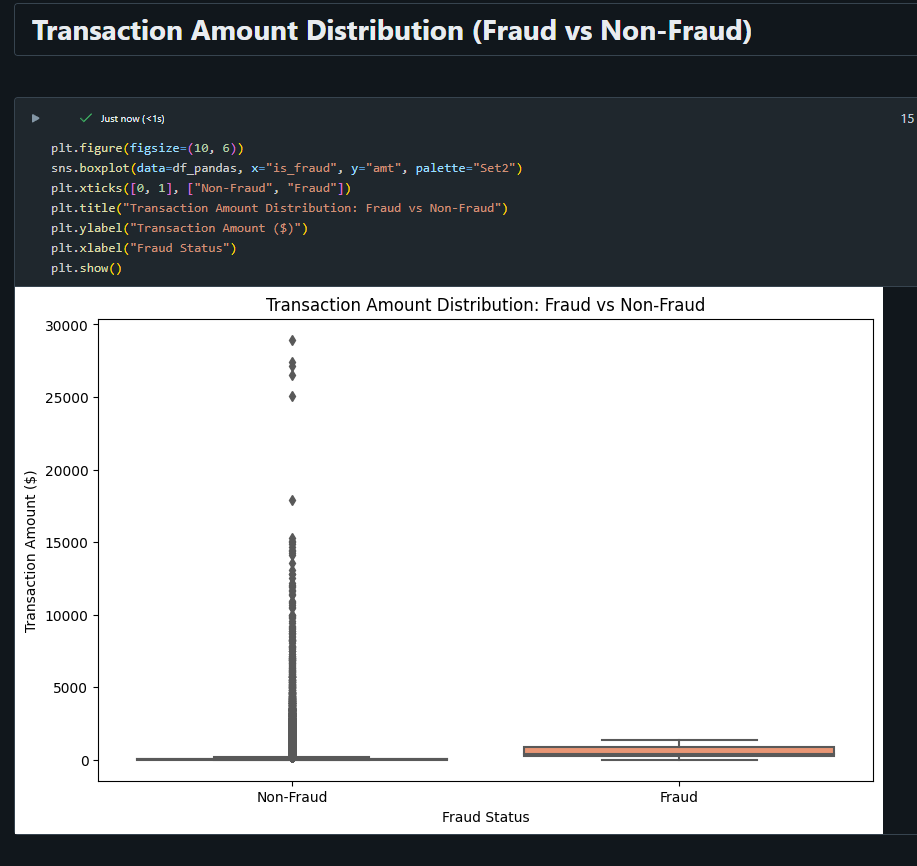 Transaction Amount Distribution (Fraud vs Non-Fraud)
Just now (<1s)
15
plt.figure(figsize=(10, 6))
sns.boxplot(data=df_pandas, x="is_fraud", y="amt", palette="Set2")
plt.xticks([0, 1], ["Non-Fraud", "Fraud"])
plt.title("Transaction Amount Distribution: Fraud vs Non-Fraud")
plt.ylabel("Transaction Amount ($)")
plt.xlabel("Fraud Status")
plt.show()
Transaction Amount Distribution: Fraud vs Non-Fraud
Transaction Amount ($)
30000
25000
20000
15000
10000
5000
0
Non-Fraud
Fraud
Fraud Status